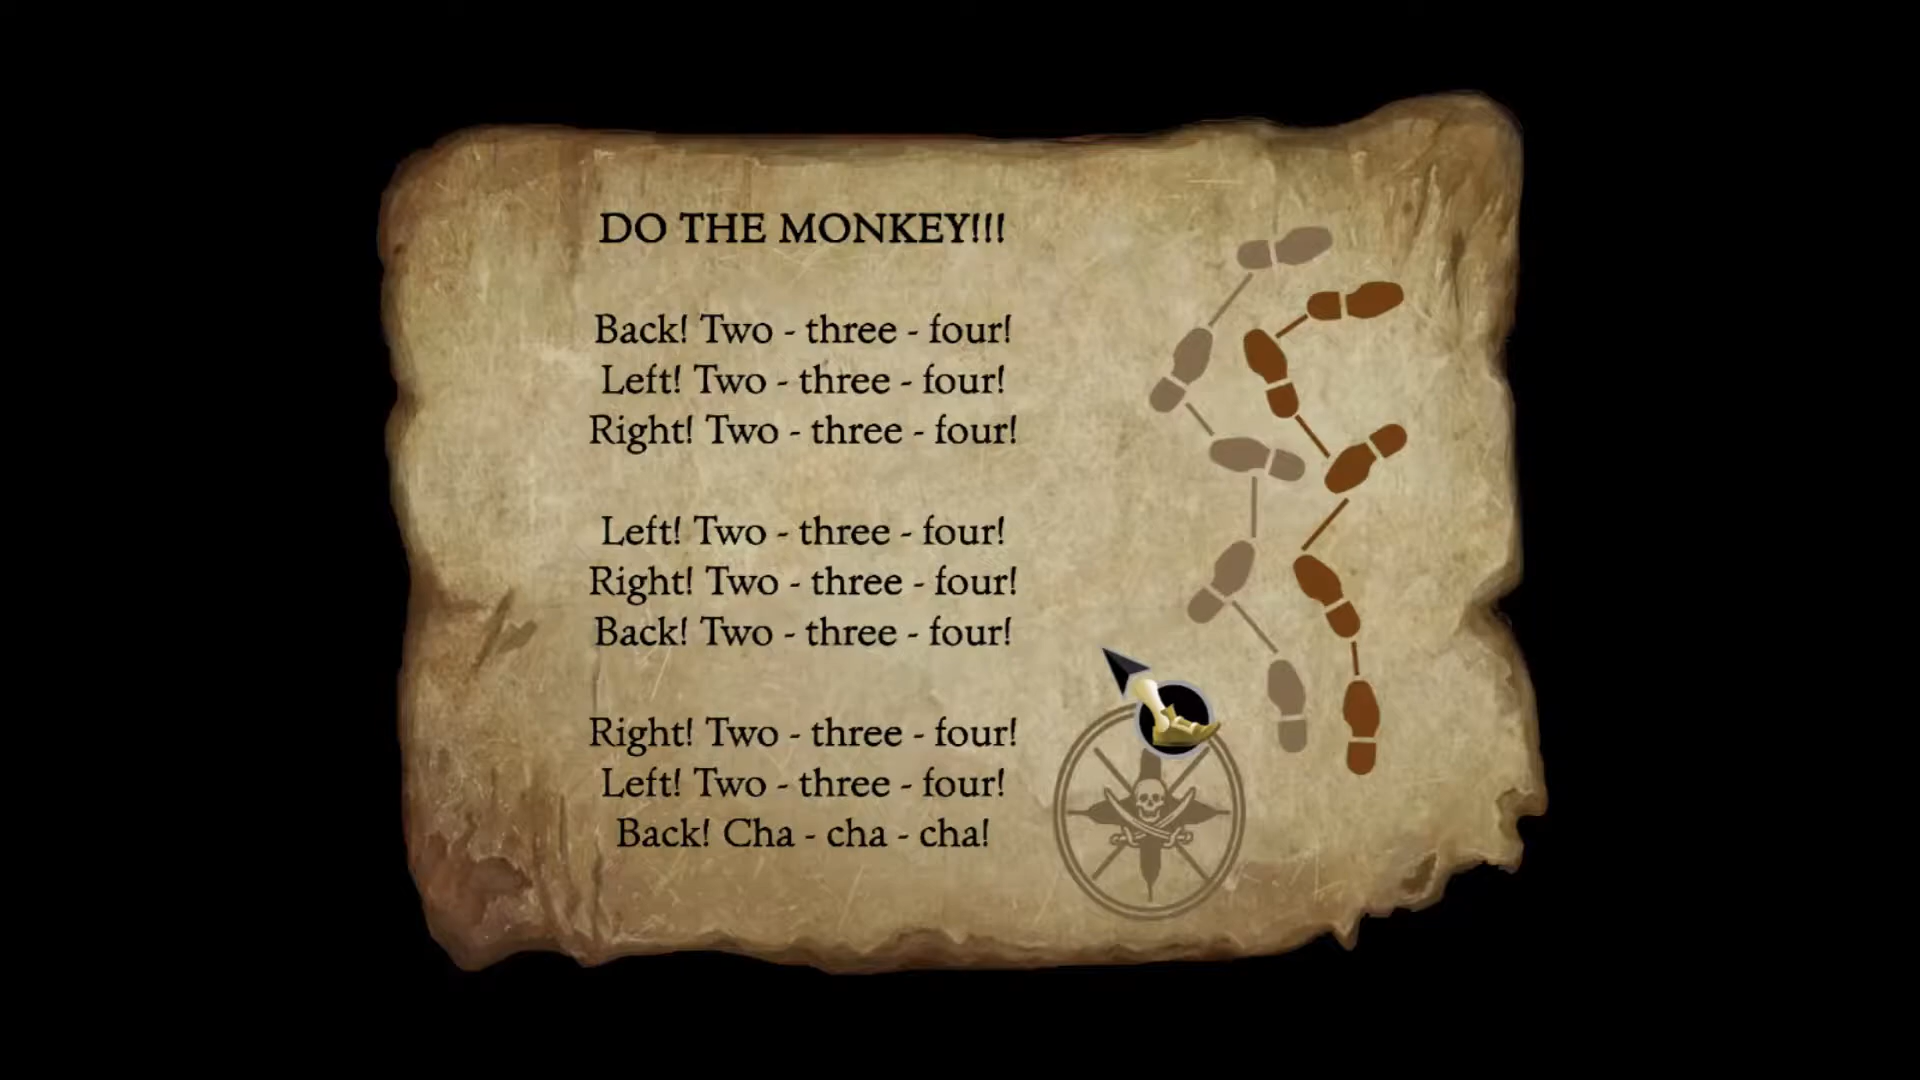 DO THE MONKEY!!!
Back! Two - three - four!
Left! Two - three - four!
Right! Two - three - four!
Left! Two - three - four!
Right! Two - three - four!
Back! Two - three - four!
Right! Two - three - four!
Left! Two - three - four!
Back! Cha - cha - cha!